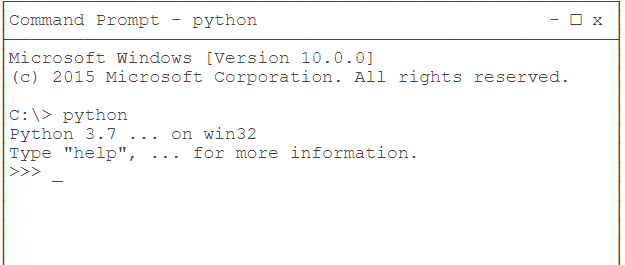 Command Prompt - python - □ x
Microsoft Windows [Version 10.0.0]
(c) 2015 Microsoft Corporation. All rights reserved.
C:\> python
Python 3.7 ... on win32
Type "help", ... for more information.
>>> _